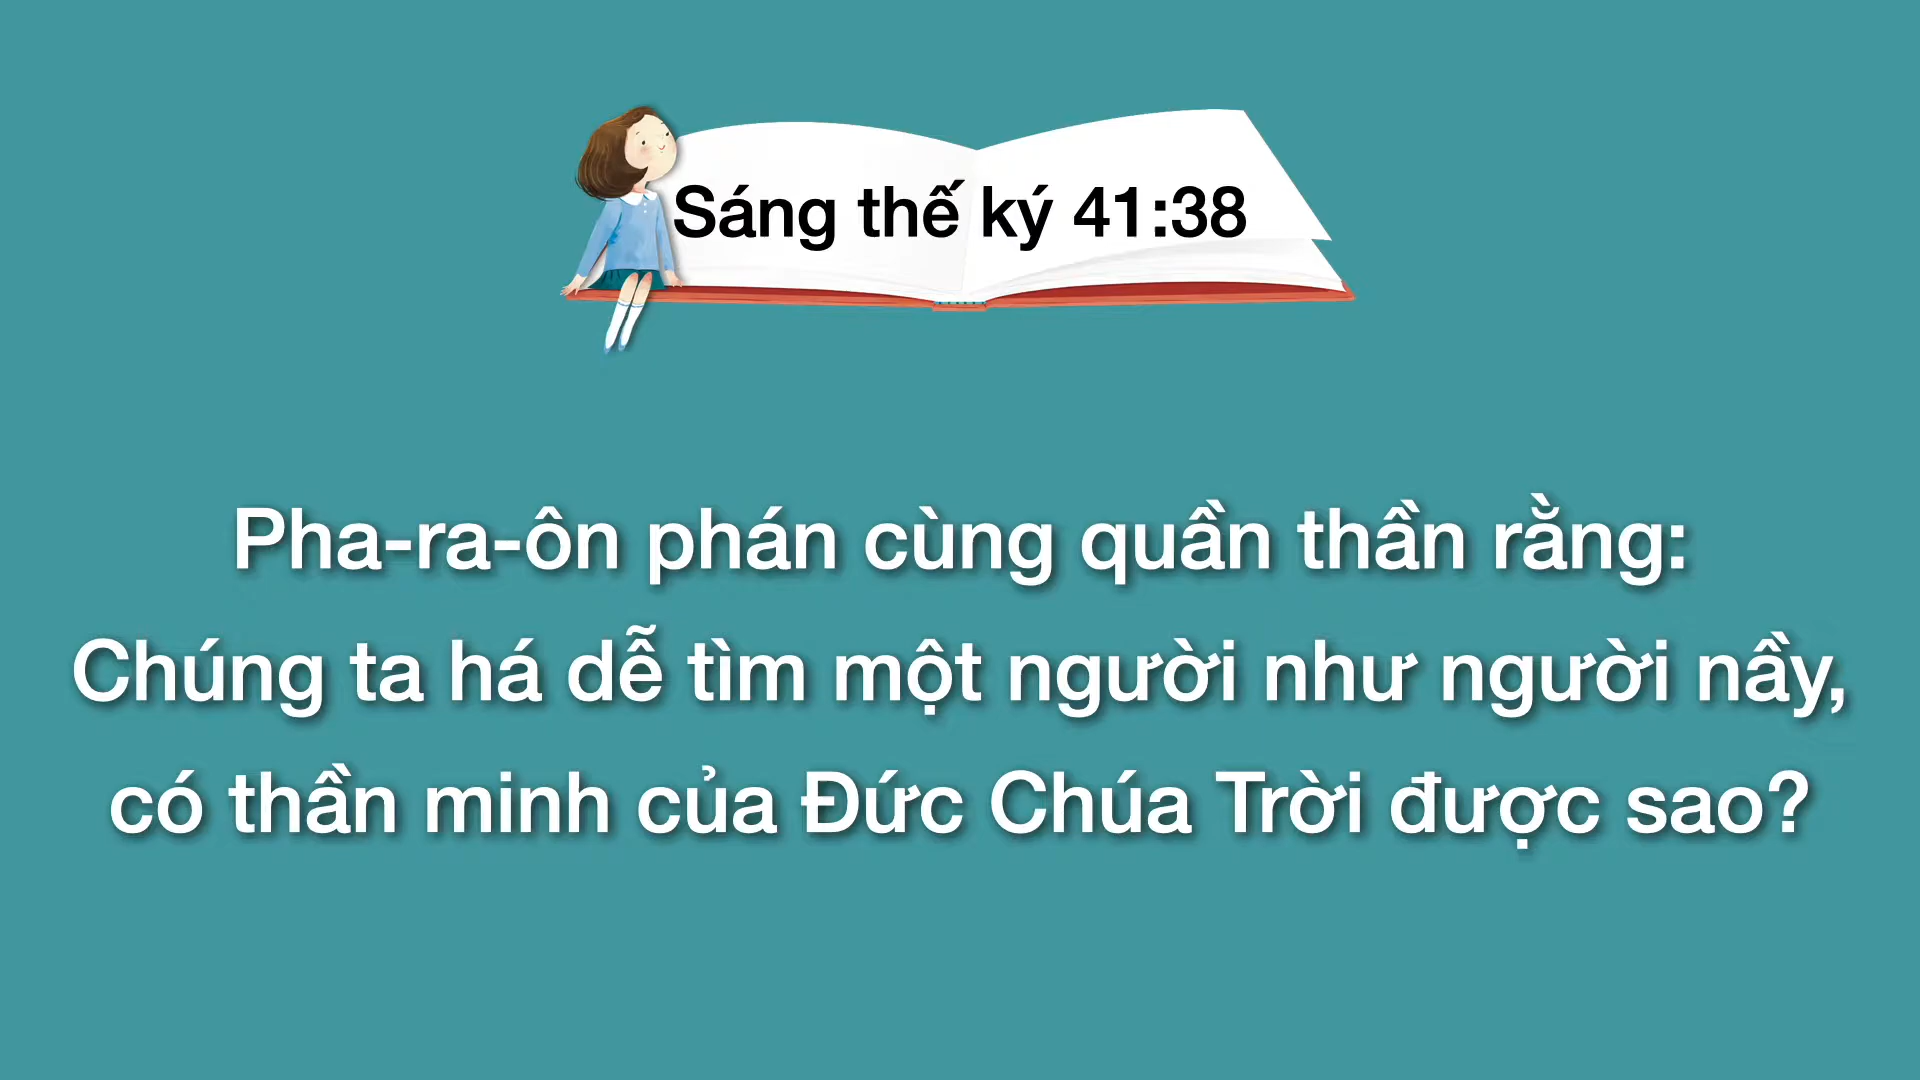 Sáng thế ký 41:38
Pha-ra-ôn phán cùng quần thần rằng:
Chúng ta há dễ tìm một người như người nầy,
có thần minh của Đức Chúa Trời được sao?